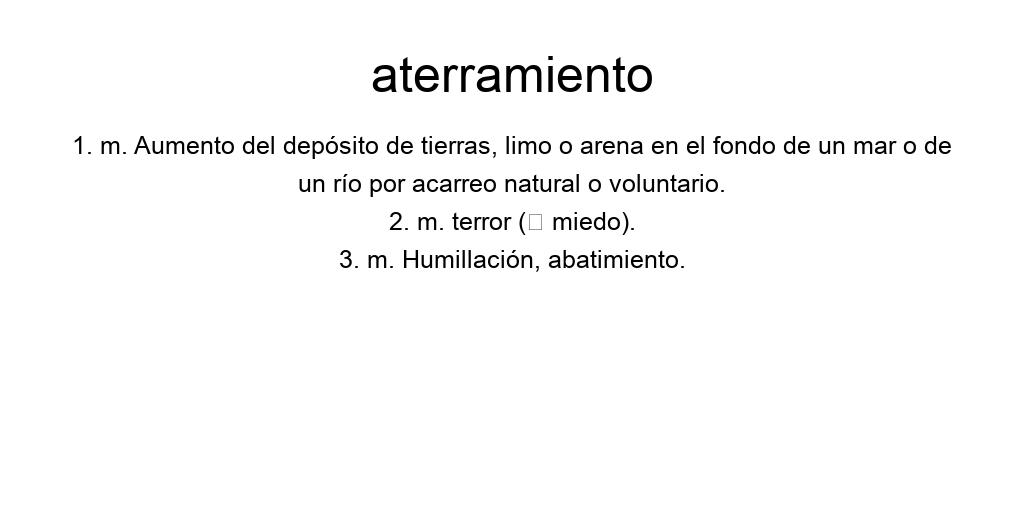 aterramiento
1. m. Aumento del depósito de tierras, limo o arena en el fondo de un mar o de
un río por acarreo natural o voluntario.
2. m. terror (□ miedo).
3. m. Humillación, abatimiento.